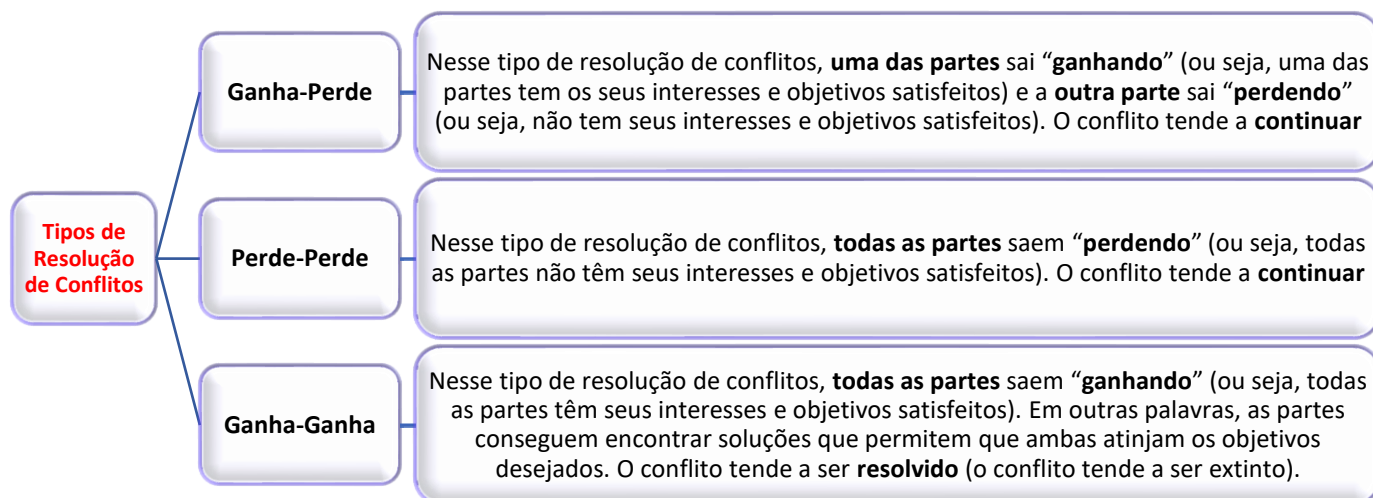 Tipos de
Resolução
de Conflitos
Ganha-Perde
Nesse tipo de resolução de conflitos, uma das partes sai “ganhando” (ou seja, uma das
partes tem os seus interesses e objetivos satisfeitos) e a outra parte sai “perdendo”
(ou seja, não tem seus interesses e objetivos satisfeitos). O conflito tende a continuar
Perde-Perde
Nesse tipo de resolução de conflitos, todas as partes saem “perdendo” (ou seja, todas
as partes não têm seus interesses e objetivos satisfeitos). O conflito tende a continuar
Ganha-Ganha
Nesse tipo de resolução de conflitos, todas as partes saem “ganhando” (ou seja, todas
as partes têm seus interesses e objetivos satisfeitos). Em outras palavras, as partes
conseguem encontrar soluções que permitem que ambas atinjam os objetivos
desejados. O conflito tende a ser resolvido (o conflito tende a ser extinto).